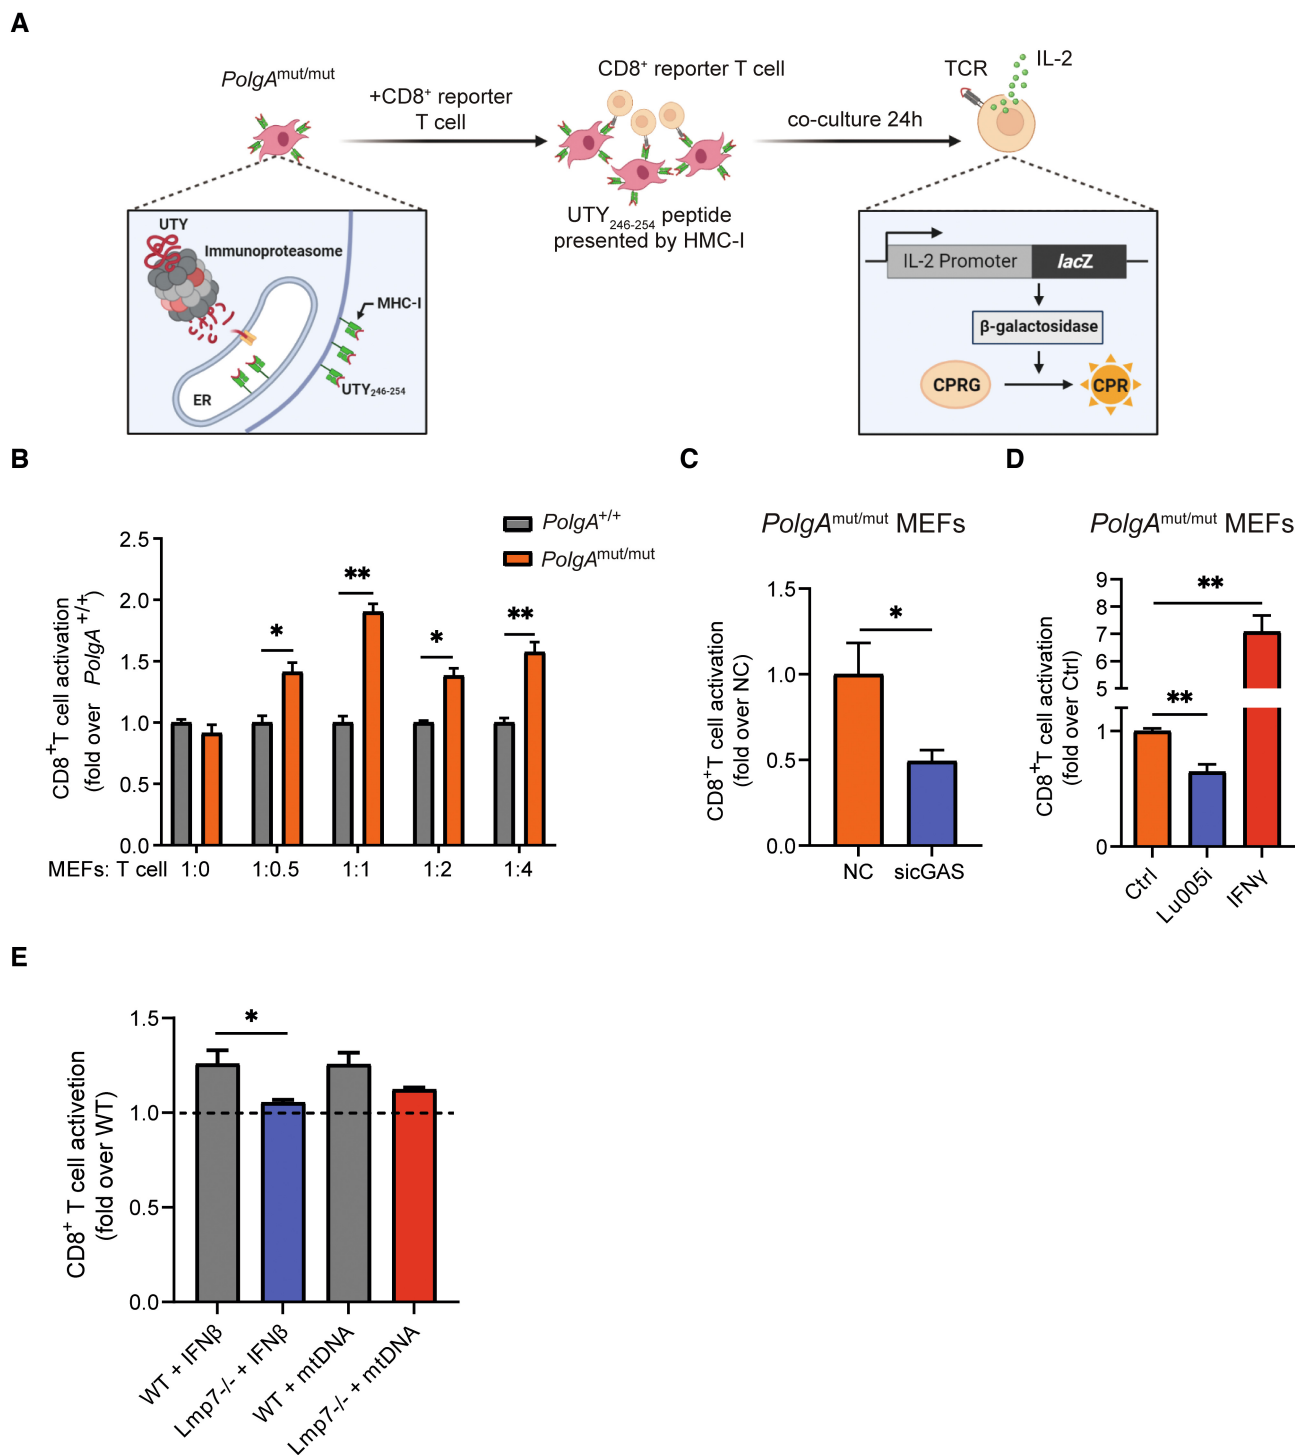 A
PolgAmut/mut
+CD8+ reporter
T cell
CD8+ reporter T cell
co-culture 24h
TCR
IL-2
UTY246-254 peptide
presented by HMC-I
UTY
Immunoproteasome
MHC-I
UTY246-254
ER
IL-2 Promoter
lacZ
β-galactosidase
CPRG
CPR
B
CD8+T cell activation
(fold over PolgA+/+)
2.5
2.0
1.5
1.0
0.5
0.0
PolgA+/+
PolgAmut/mut
*
**
*
**
MEFs: T cell 1:0 1:0.5 1:1 1:2 1:4
C
PolgAmut/mut MEFs
CD8+T cell activation
(fold over NC)
1.5
1.0
0.5
0.0
*
NC sicGAS
D
PolgAmut/mut MEFs
CD8+T cell activation
(fold over Ctrl)
9
8
7
6
5
1
0
**
**
Ctrl
Lu005i
IFNγ
E
CD8+ T cell activetion
(fold over WT)
1.5
1.0
0.5
0.0
*
WT + IFNβ
Lmp7-/- + IFNβ
WT + mtDNA
Lmp7-/- + mtDNA